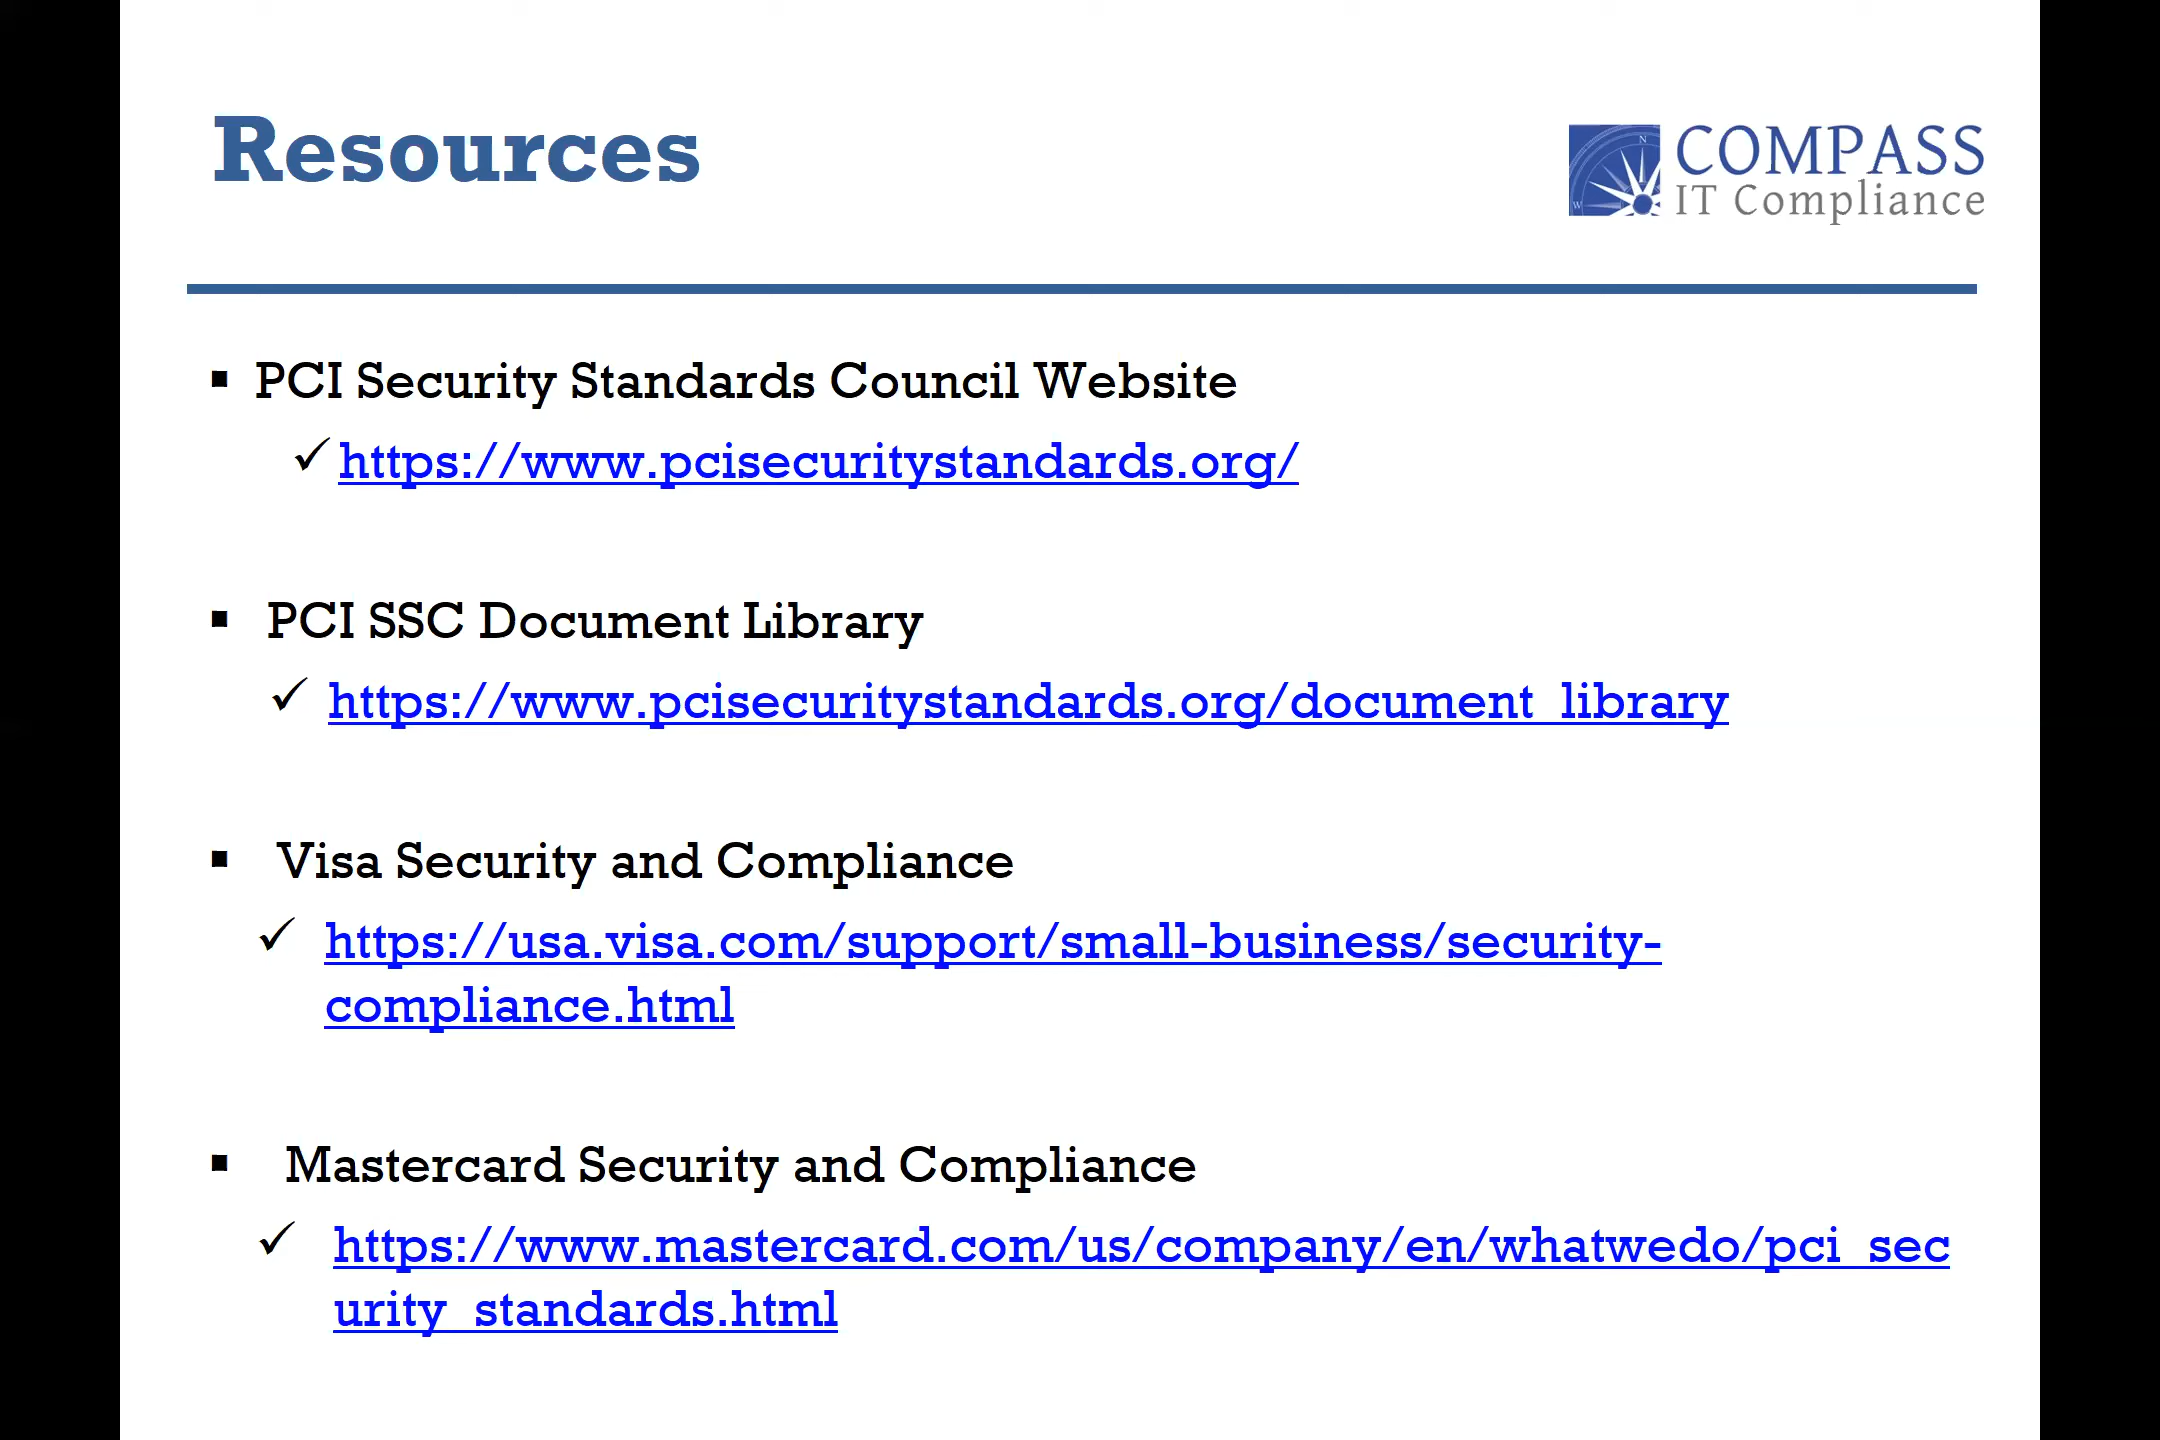 Resources
N
W
COMPASS
IT Compliance
▪ PCI Security Standards Council Website
✓ https://www.pcisecuritystandards.org/
▪ PCI SSC Document Library
✓ https://www.pcisecuritystandards.org/document_library
▪ Visa Security and Compliance
✓ https://usa.visa.com/support/small-business/security-
compliance.html
▪ Mastercard Security and Compliance
✓ https://www.mastercard.com/us/company/en/whatwedo/pci_sec
urity_standards.html